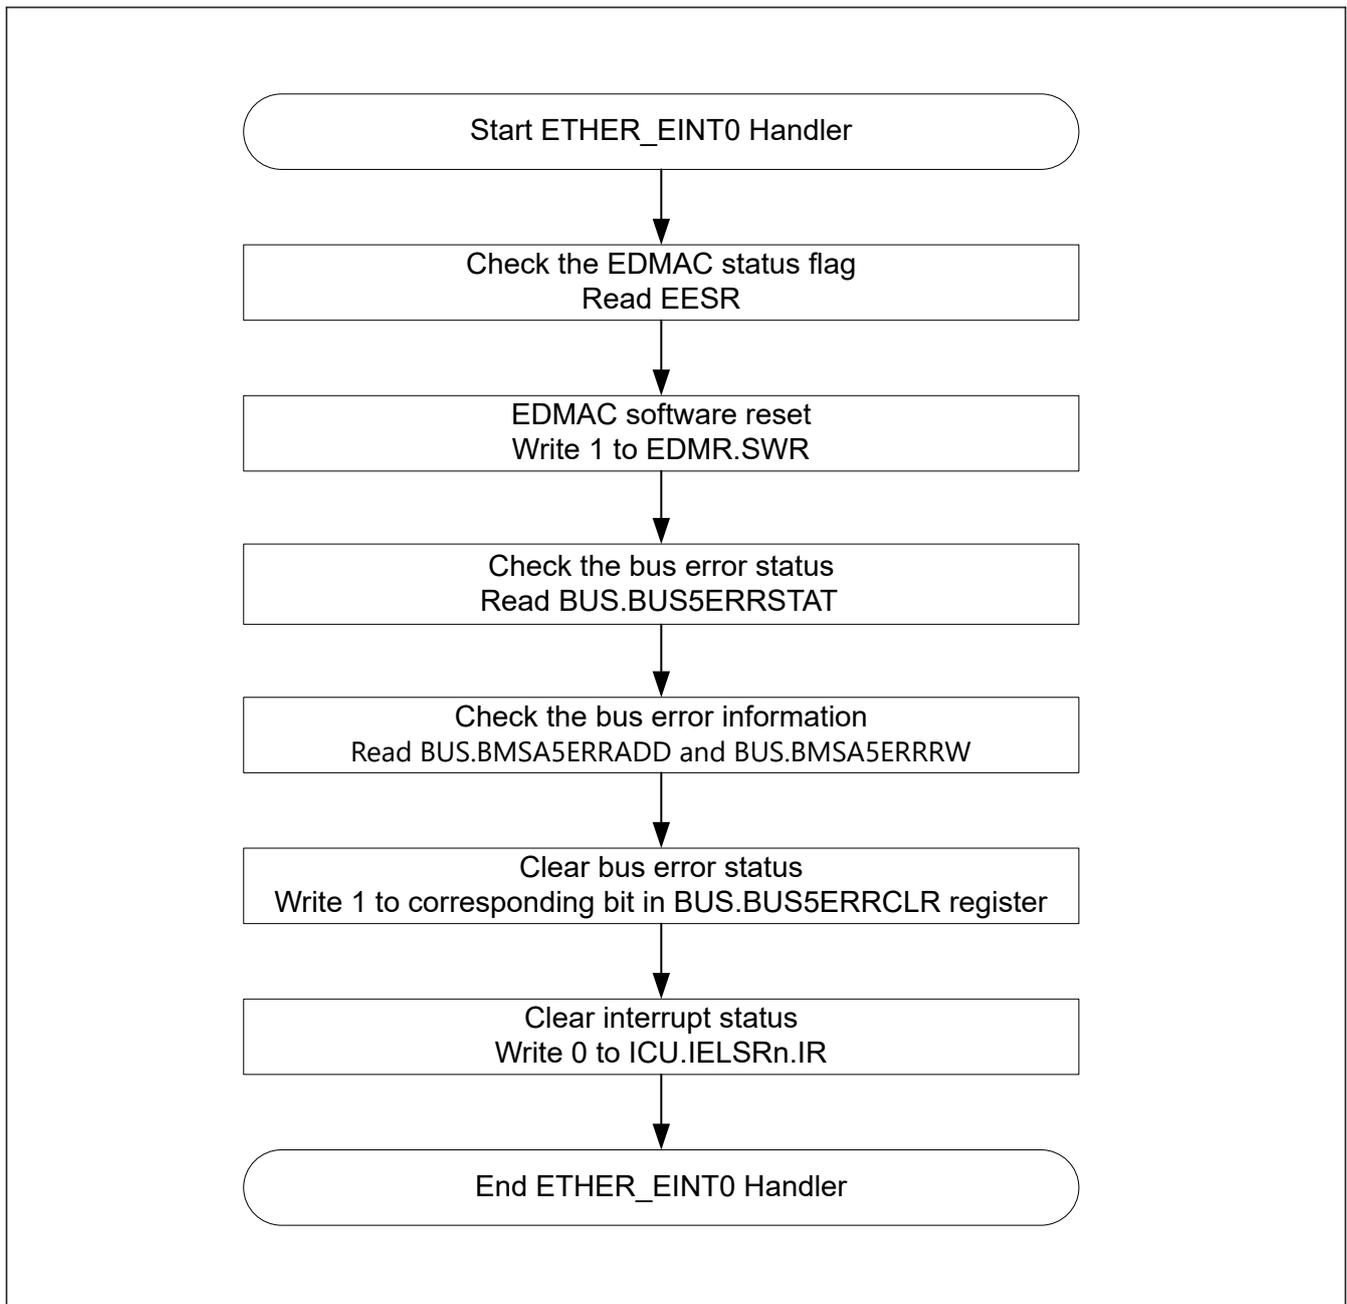 Start ETHER_EINT0 Handler
Check the EDMAC status flag
Read EESR
EDMAC software reset
Write 1 to EDMR.SWR
Check the bus error status
Read BUS.BUS5ERRSTAT
Check the bus error information
Read BUS.BMSA5ERRADD and BUS.BMSA5ERRRW
Clear bus error status
Write 1 to corresponding bit in BUS.BUS5ERRCLR register
Clear interrupt status
Write 0 to ICU.IELSRn.IR
End ETHER_EINT0 Handler